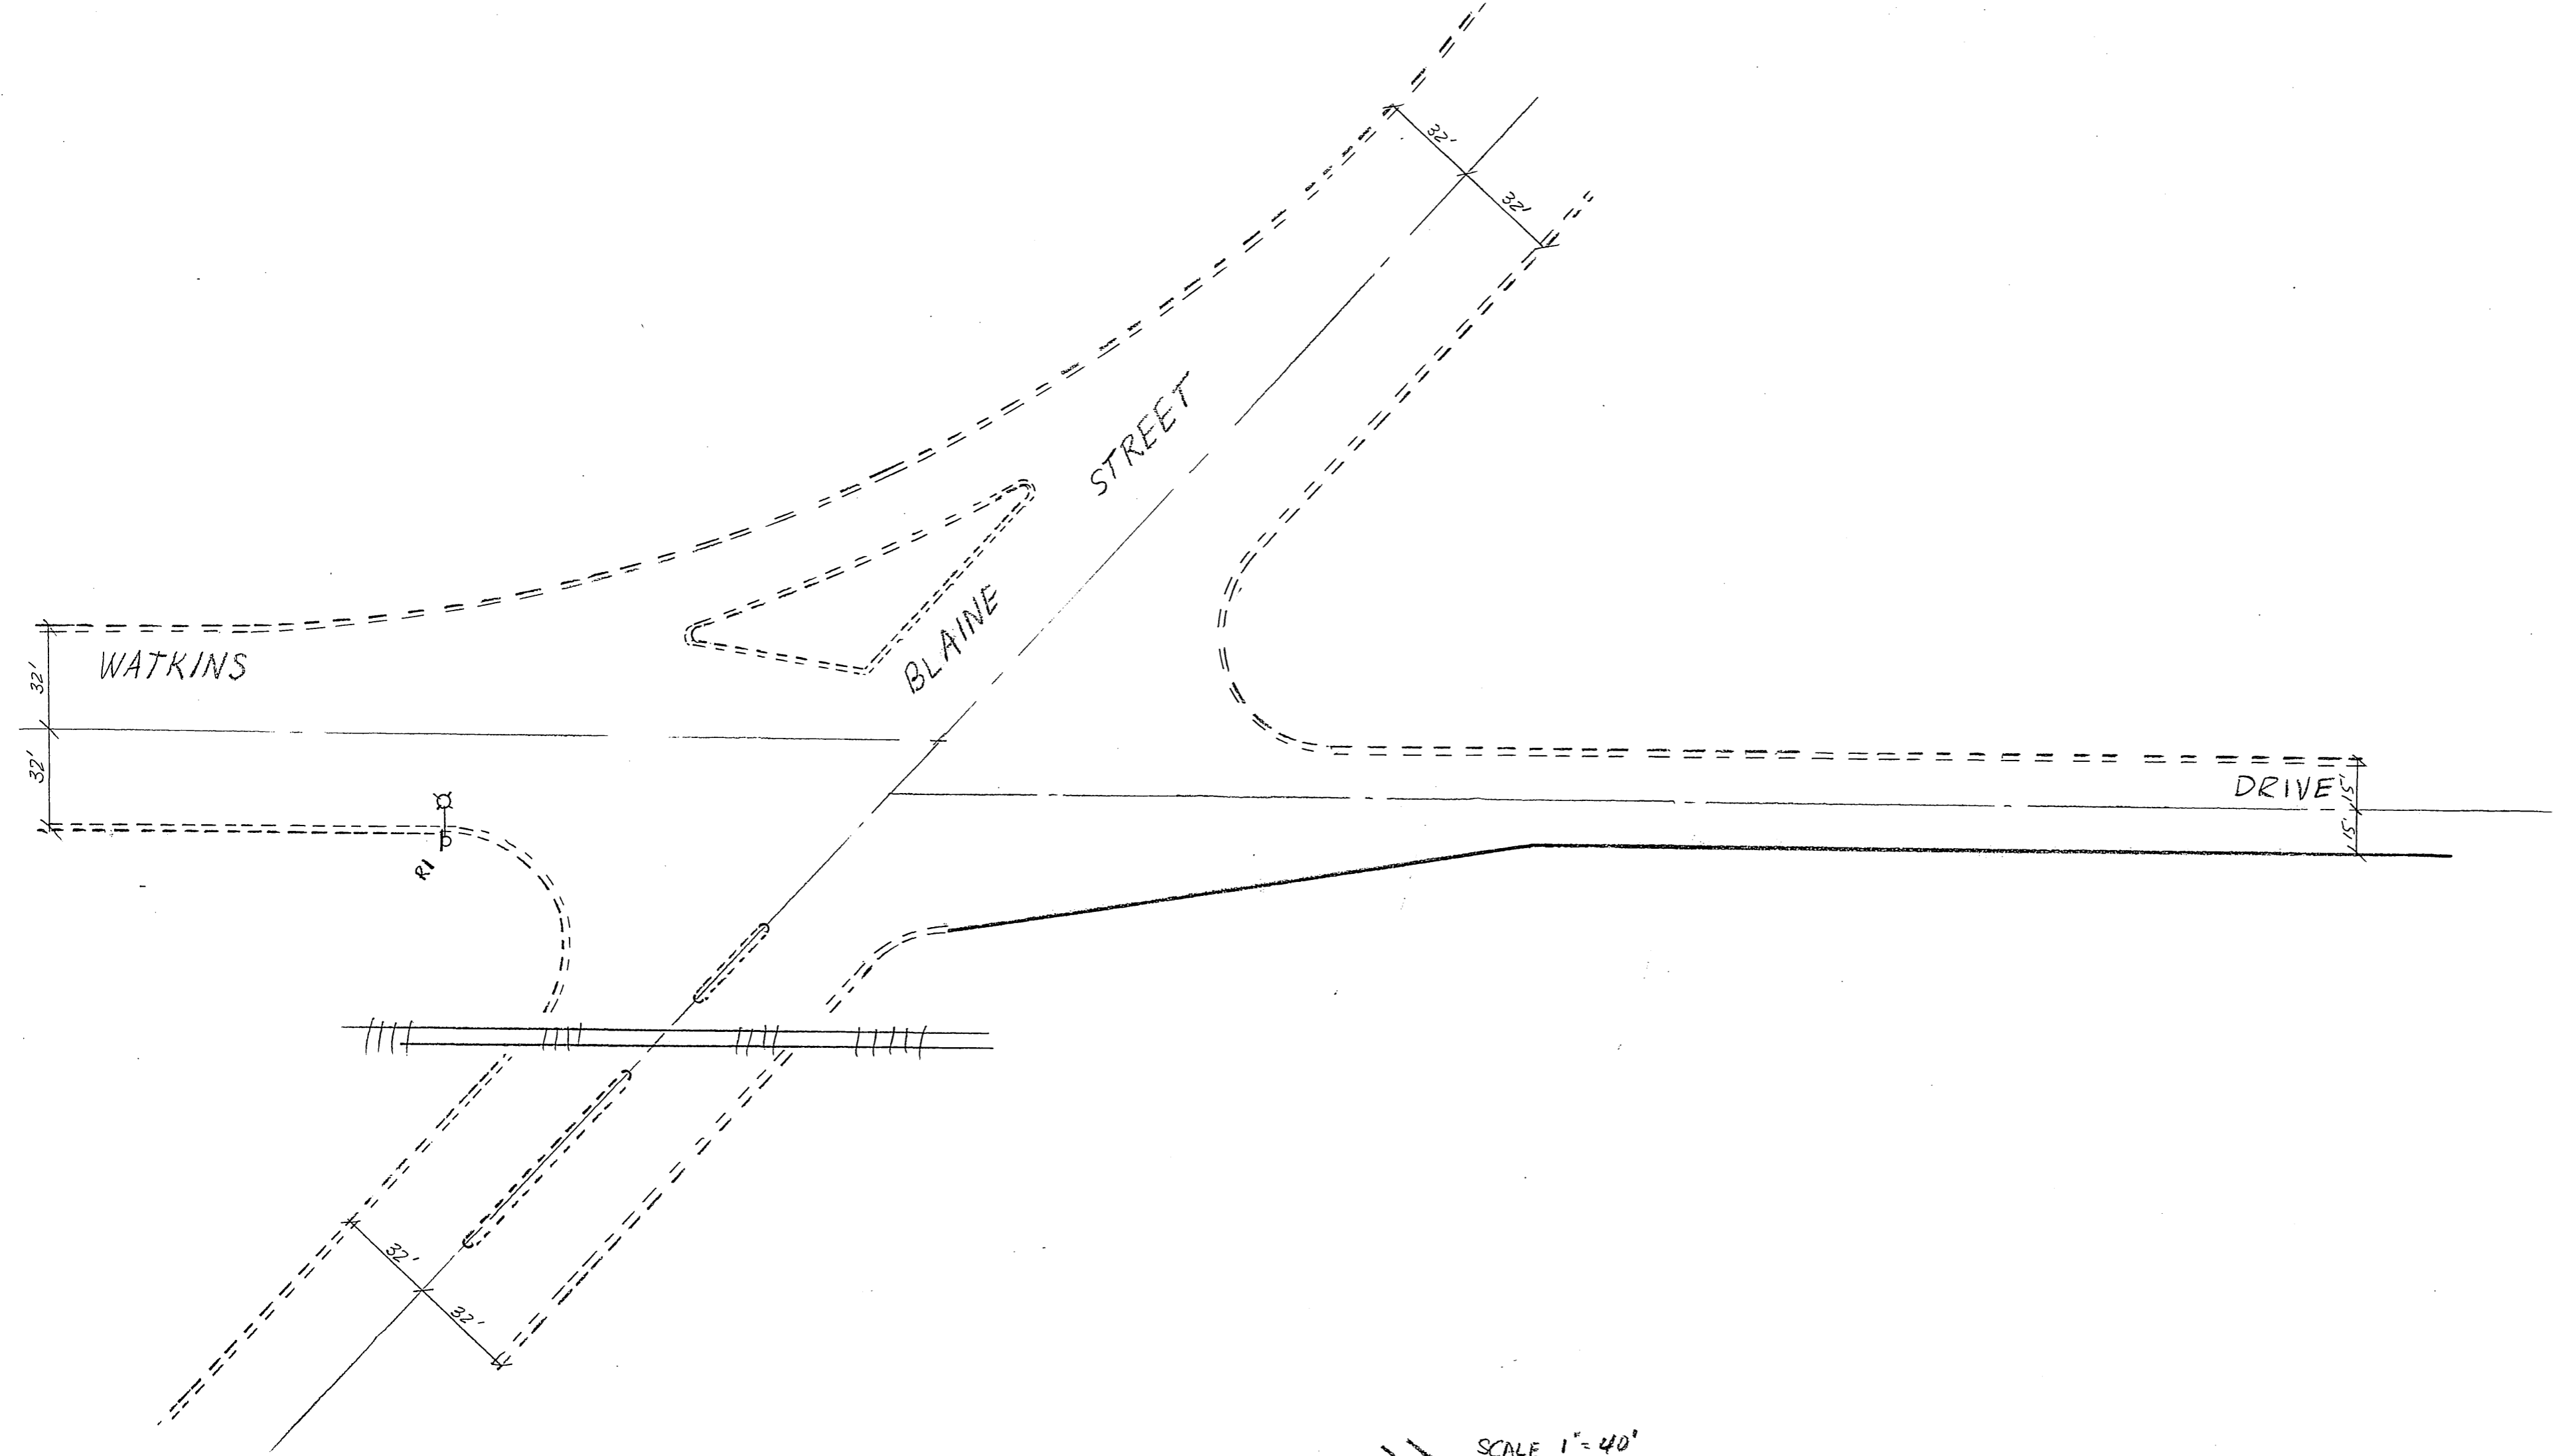 32'
32'
STREET
BLAINE
WATKINS
32'
32'
DRIVE
15'
15'
R1
32'
32'
SCALE 1"=40'